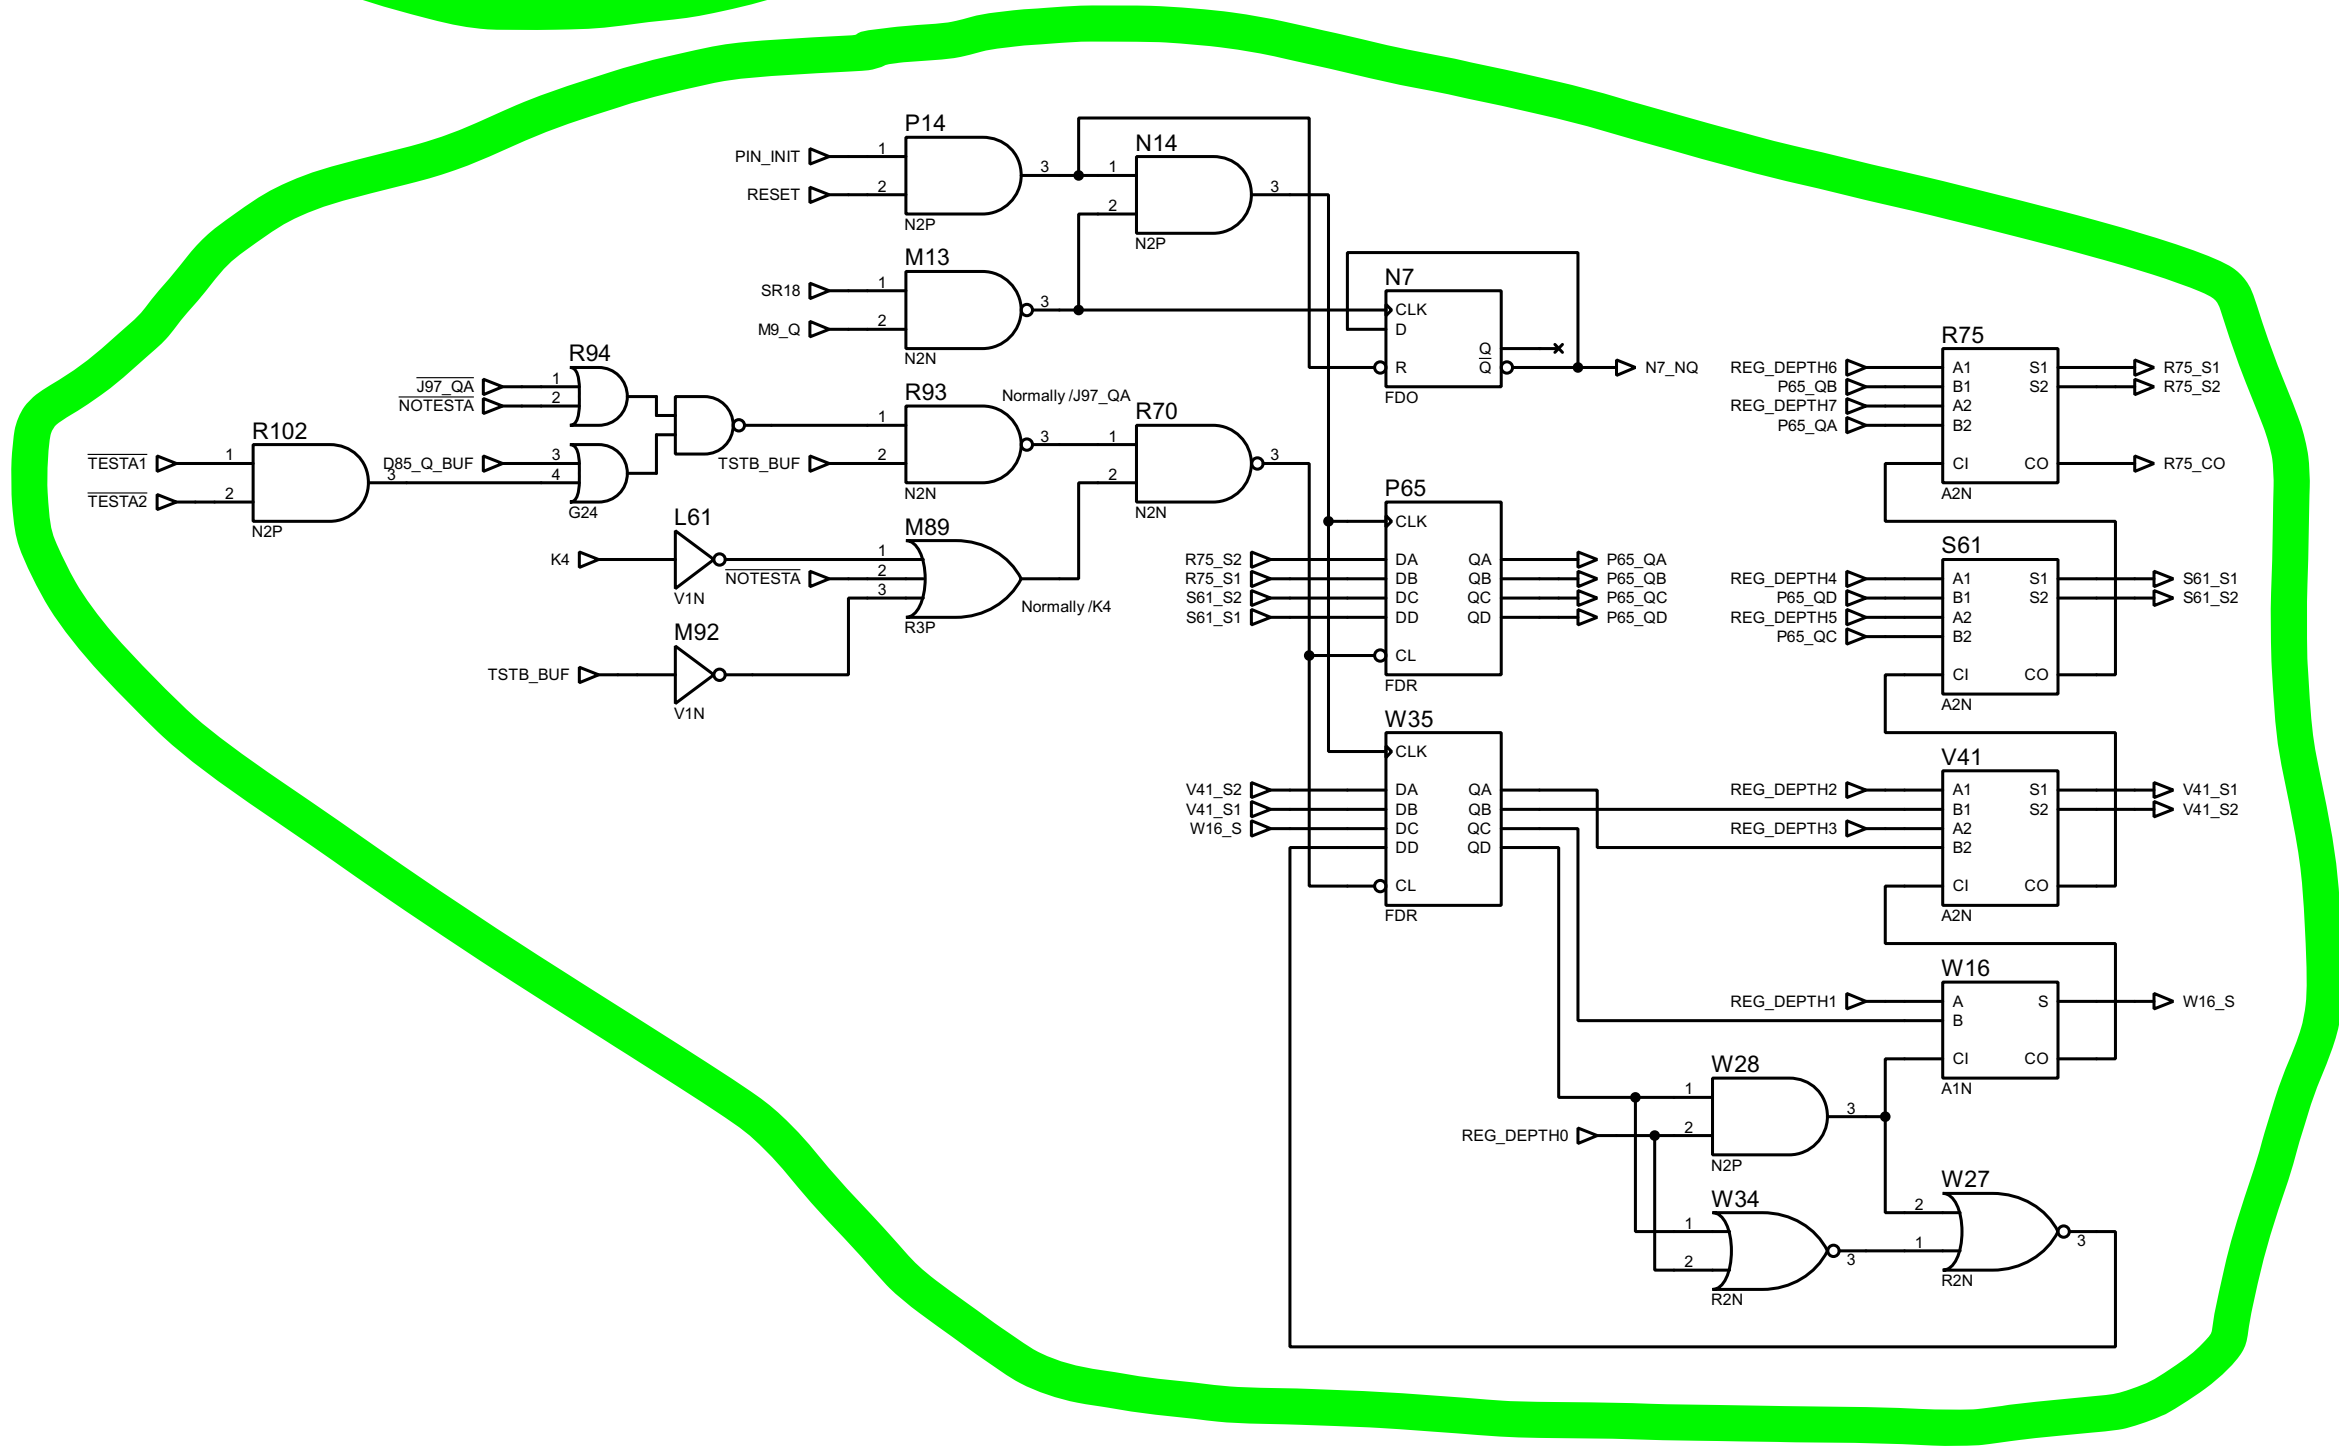 P14
PIN_INIT 1
RESET 2
3
N2P
N14
1
2
3
N2P
M13
SR18 1
M9_Q 2
3
N2N
N7
CLK
D
Q
R Q
FDO
N7_NQ
R94
J97_QA 1
NOTESTA 2
D85_Q_BUF 3
4
G24
R102
TESTA1 1
TESTA2 2
3
N2P
R93
1
TSTB_BUF 2
3
N2N
Normally /J97_QA
R70
1
2
3
N2N
L61
K4
V1N
M89
1
NOTESTA 2
3
R3P
Normally /K4
M92
TSTB_BUF
V1N
P65
CLK
R75_S2 DA QA P65_QA
R75_S1 DB QB P65_QB
S61_S2 DC QC P65_QC
S61_S1 DD QD P65_QD
CL
FDR
W35
CLK
V41_S2 DA QA
V41_S1 DB QB
W16_S DC QC
DD QD
CL
FDR
R75
REG_DEPTH6 A1 S1 R75_S1
P65_QB B1 S2 R75_S2
REG_DEPTH7 A2
P65_QA B2
CI CO R75_CO
A2N
S61
REG_DEPTH4 A1 S1 S61_S1
P65_QD B1 S2 S61_S2
REG_DEPTH5 A2
P65_QC B2
CI CO
A2N
V41
REG_DEPTH2 A1 S1 V41_S1
B1 S2 V41_S2
REG_DEPTH3 A2
B2
CI CO
A2N
W16
REG_DEPTH1 A S W16_S
B
CI CO
A1N
W28
1
REG_DEPTH0 2
3
N2P
W34
1
2
3
R2N
W27
2
1
3
R2N